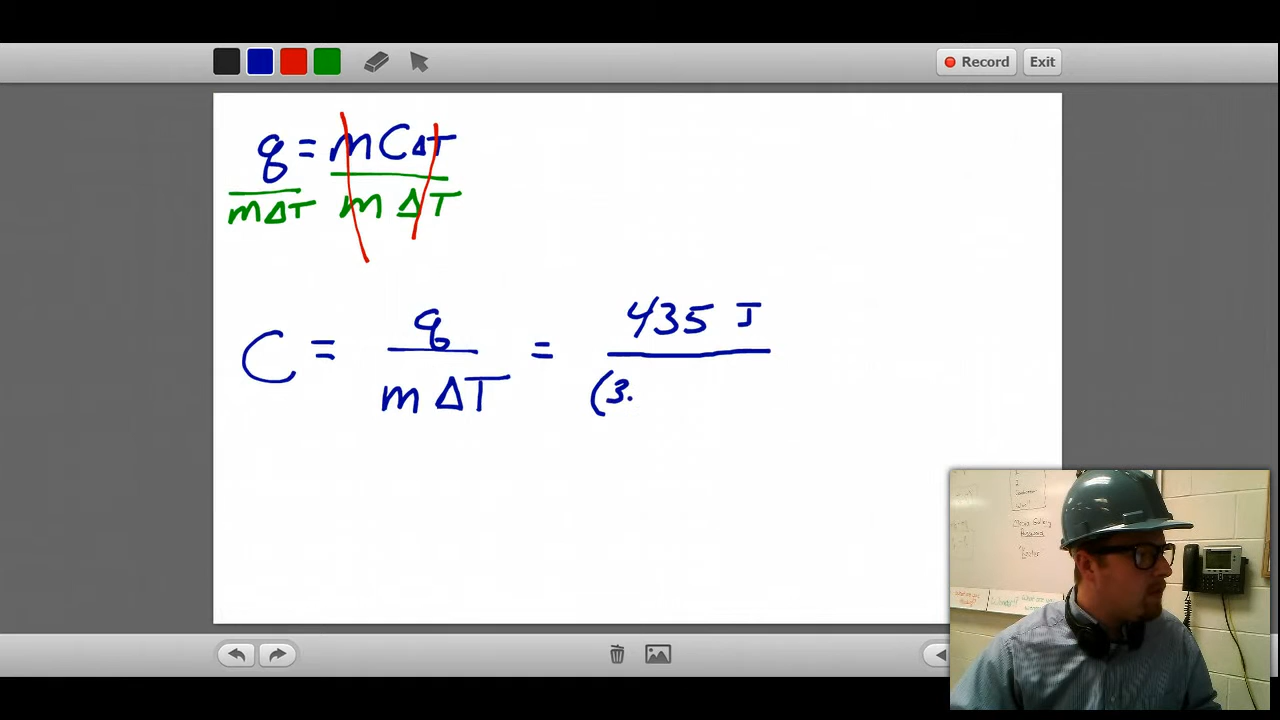 Record Exit
q = mCΔT
mΔT mΔT
C = q = 435 J
mΔT (3.